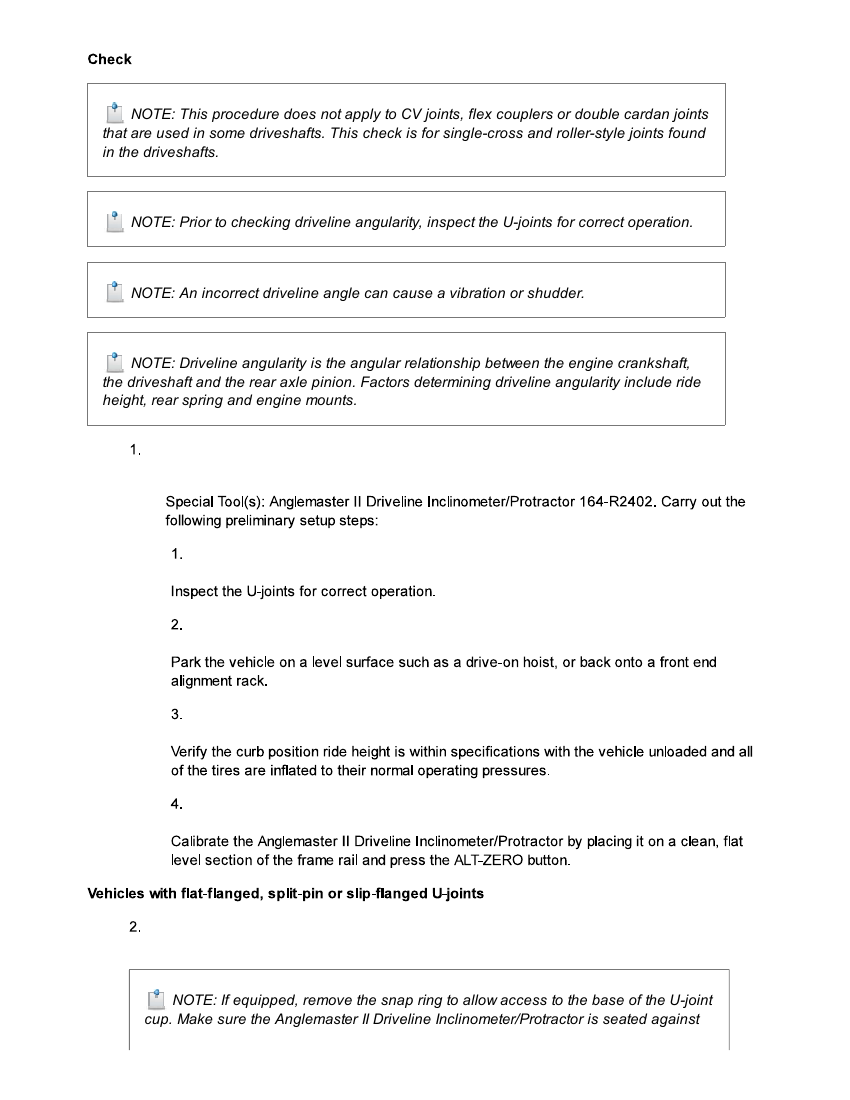 Check
NOTE: This procedure does not apply to CV joints, flex couplers or double cardan joints
that are used in some driveshafts. This check is for single-cross and roller-style joints found
in the driveshafts.
NOTE: Prior to checking driveline angularity, inspect the U-joints for correct operation.
NOTE: An incorrect driveline angle can cause a vibration or shudder.
NOTE: Driveline angularity is the angular relationship between the engine crankshaft,
the driveshaft and the rear axle pinion. Factors determining driveline angularity include ride
height, rear spring and engine mounts.
1.
Special Tool(s): Anglemaster II Driveline Inclinometer/Protractor 164-R2402. Carry out the
following preliminary setup steps:
1.
Inspect the U-joints for correct operation.
2.
Park the vehicle on a level surface such as a drive-on hoist, or back onto a front end
alignment rack.
3.
Verify the curb position ride height is within specifications with the vehicle unloaded and all
of the tires are inflated to their normal operating pressures.
4.
Calibrate the Anglemaster II Driveline Inclinometer/Protractor by placing it on a clean, flat
level section of the frame rail and press the ALT-ZERO button.
Vehicles with flat-flanged, split-pin or slip-flanged U-joints
2.
NOTE: If equipped, remove the snap ring to allow access to the base of the U-joint
cup. Make sure the Anglemaster II Driveline Inclinometer/Protractor is seated against